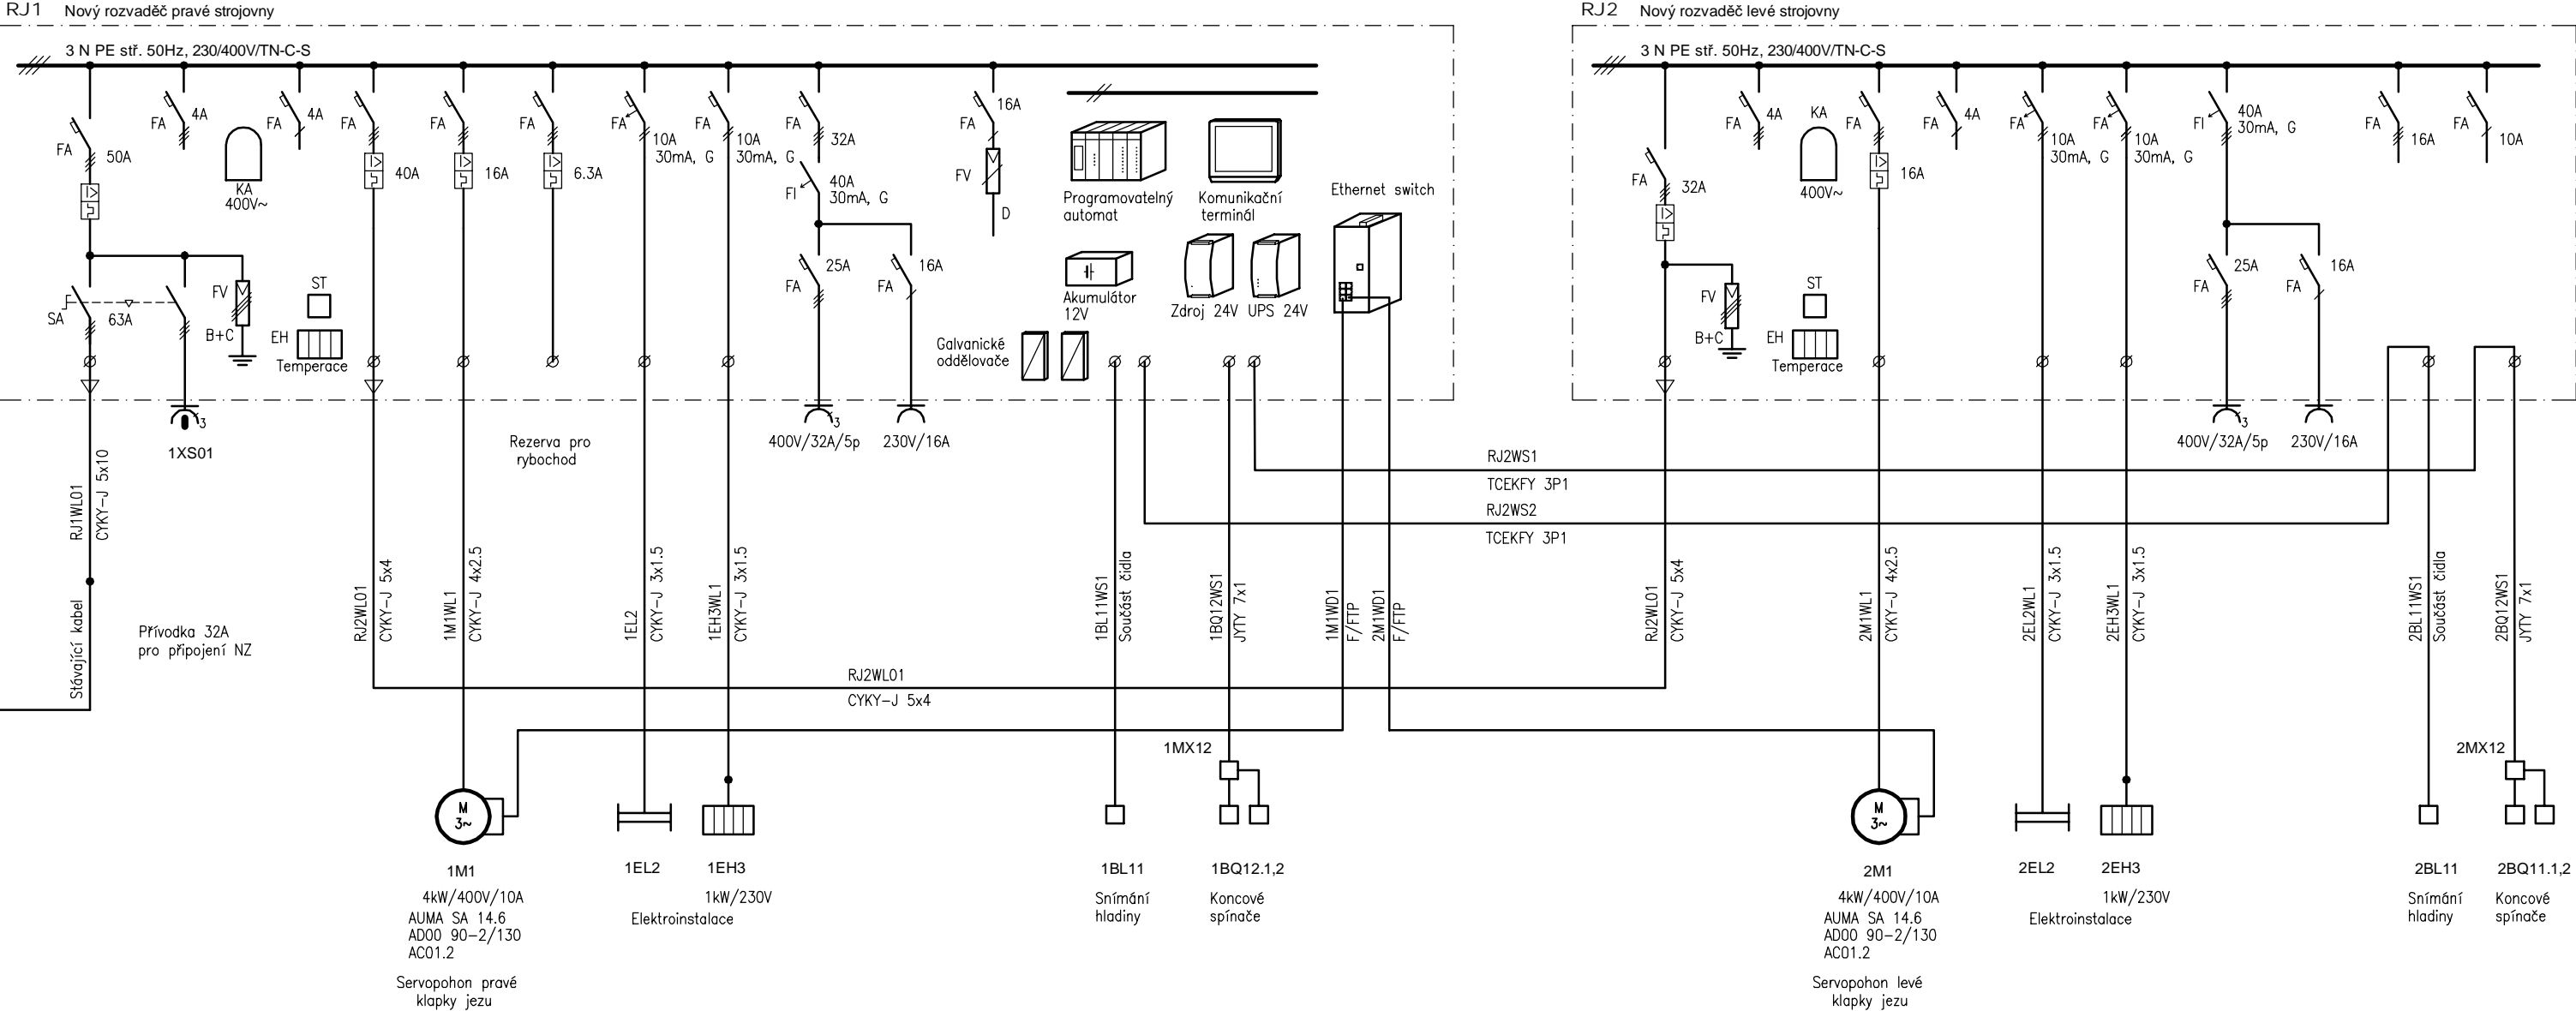 RJ1 Nový rozvaděč pravé strojovny
3 N PE stř. 50Hz, 230/400V/TN-C-S
FA
50A
SA
63A
FA
4A
KA
400V~
FA
4A
FV
B+C
ST
EH
Temperace
FA
40A
FA
16A
FA
6.3A
FA
10A
30mA, G
FA
10A
30mA, G
FA
32A
FI
40A
30mA, G
FA
25A
FA
16A
FA
16A
FV
D
Programovatelný
automat
Komunikační
terminál
Ethernet switch
Akumulátor
12V
Zdroj 24V
UPS 24V
Galvanické
oddělovače
3
1XS01
Rezerva pro
rybochod
3
400V/32A/5p
230V/16A
RJ1WL01
CYKY-J 5x10
Stávající kabel
Přívodka 32A
pro připojení NZ
RJ2WL01
CYKY-J 5x4
1M1WL1
CYKY-J 4x2.5
1EL2
CYKY-J 3x1.5
1EH3WL1
CYKY-J 3x1.5
1BL11WS1
Součást čidla
1BQ12WS1
JYTY 7x1
1M1WD1
F/FTP
2M1WD1
F/FTP
RJ2WS1
TCEKFY 3P1
RJ2WS2
TCEKFY 3P1
RJ2WL01
CYKY-J 5x4
1MX12
M
3~
1M1
4kW/400V/10A
AUMA SA 14.6
AD00 90-2/130
AC01.2
Servopohon pravé
klapky jezu
1EL2
1EH3
1kW/230V
Elektroinstalace
1BL11
Snímání
hladiny
1BQ12.1,2
Koncové
spínače
RJ2 Nový rozvaděč levé strojovny
3 N PE stř. 50Hz, 230/400V/TN-C-S
FA
32A
FA
4A
KA
400V~
FV
B+C
ST
EH
Temperace
FA
16A
FA
4A
FA
10A
30mA, G
FA
10A
30mA, G
FI
40A
30mA, G
FA
25A
FA
16A
FA
16A
FA
10A
3
400V/32A/5p
230V/16A
RJ2WL01
CYKY-J 5x4
2M1WL1
CYKY-J 4x2.5
2EL2WL1
CYKY-J 3x1.5
2EH3WL1
CYKY-J 3x1.5
2BL11WS1
Součást čidla
2BQ12WS1
JYTY 7x1
2MX12
M
3~
2M1
4kW/400V/10A
AUMA SA 14.6
AD00 90-2/130
AC01.2
Servopohon levé
klapky jezu
2EL2
2EH3
1kW/230V
Elektroinstalace
2BL11
Snímání
hladiny
2BQ11.1,2
Koncové
spínače